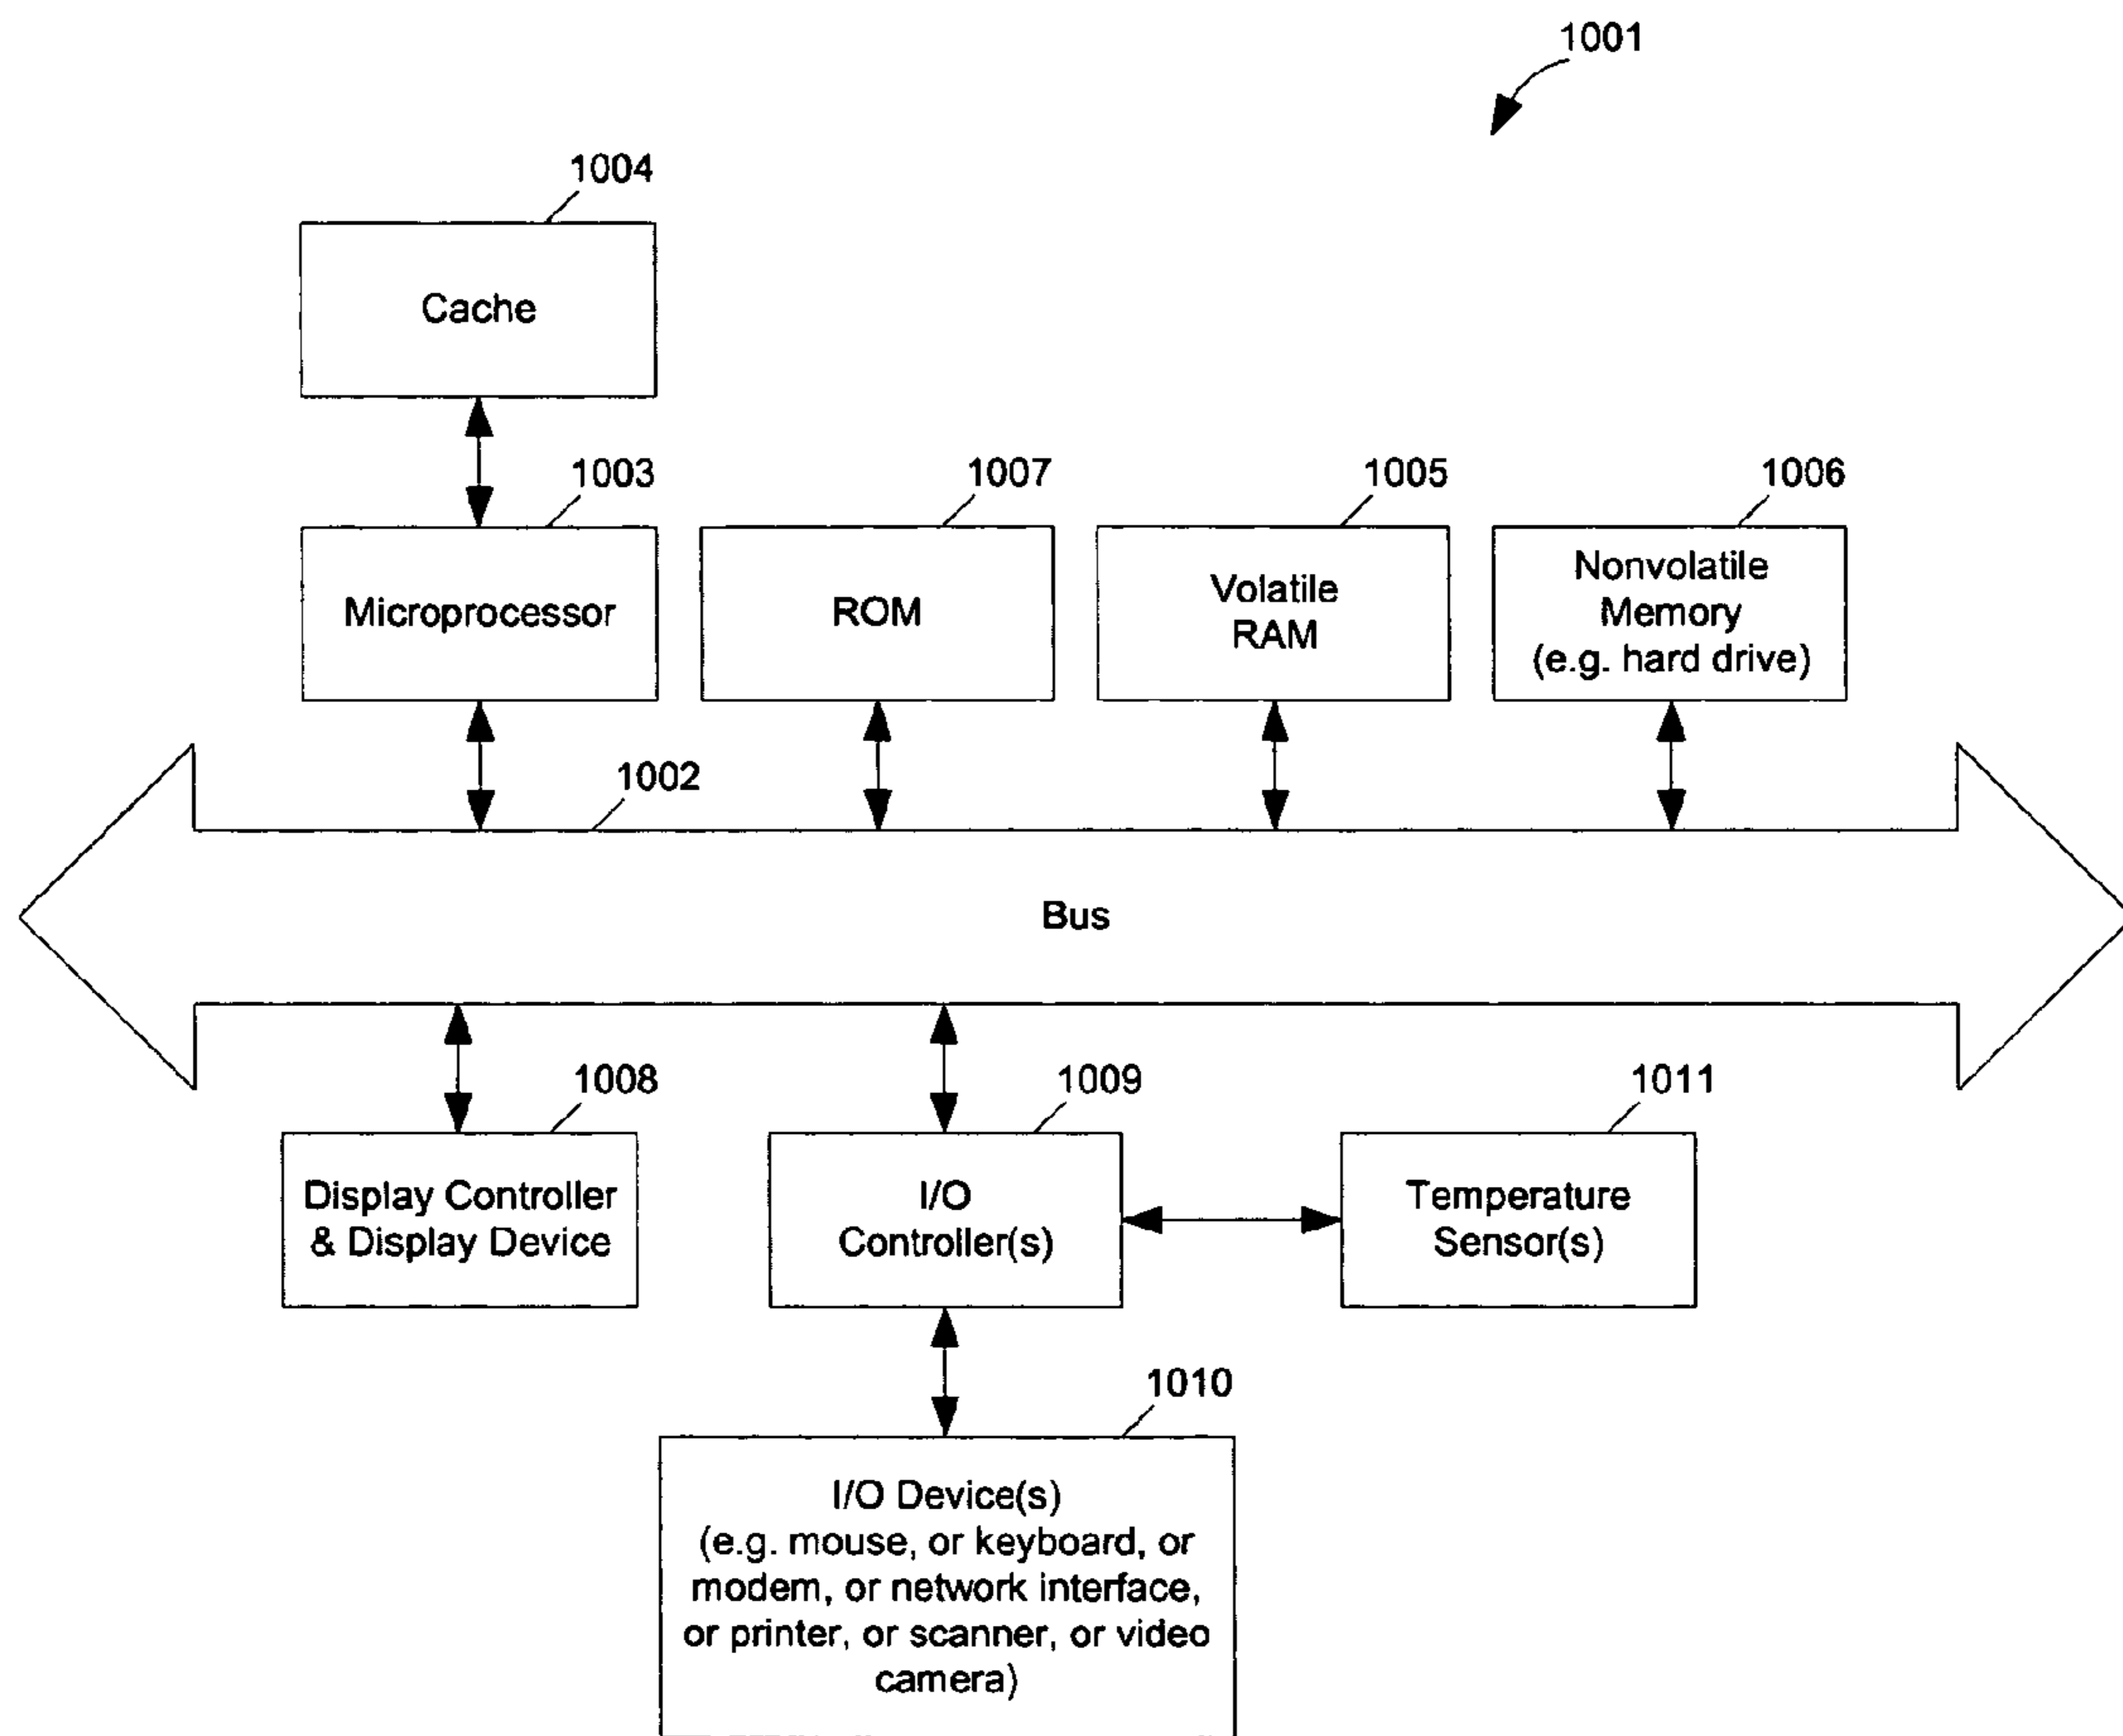 1001
1004
Cache
1003
1007
1005
1006
Microprocessor
ROM
Volatile
RAM
Nonvolatile
Memory
(e.g. hard drive)
1002
Bus
1008
1009
1011
Display Controller
& Display Device
I/O
Controller(s)
Temperature
Sensor(s)
1010
I/O Device(s)
(e.g. mouse, or keyboard, or
modem, or network interface,
or printer, or scanner, or video
camera)